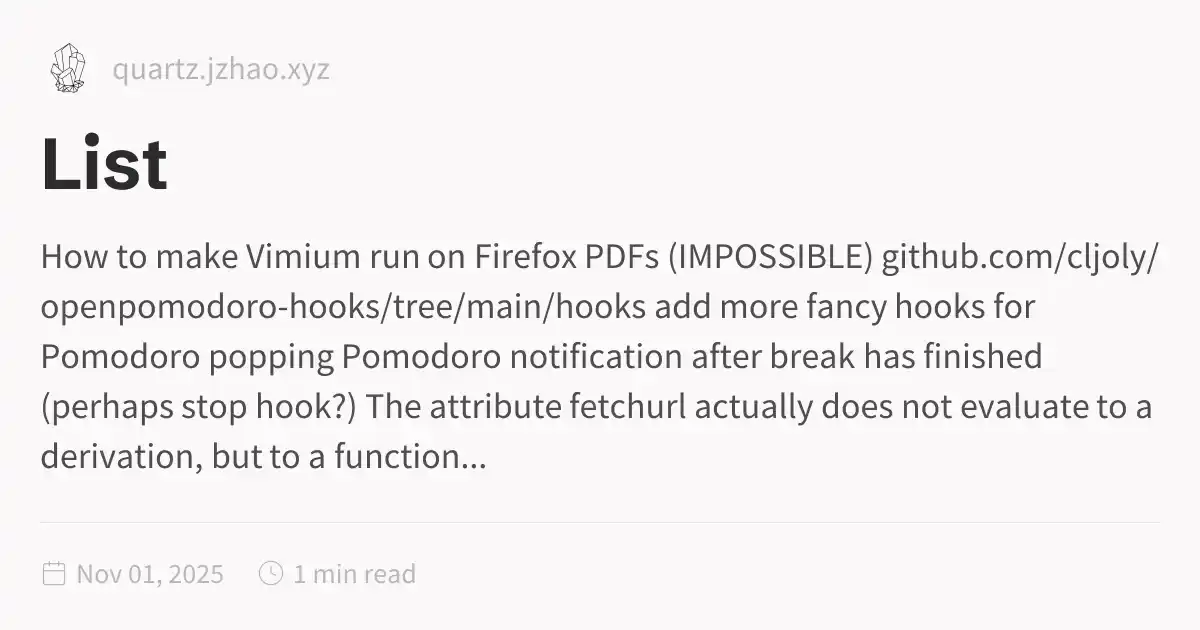 quartz.jzhao.xyz
List
How to make Vimium run on Firefox PDFs (IMPOSSIBLE) github.com/cljoly/
openpomodoro-hooks/tree/main/hooks add more fancy hooks for
Pomodoro popping Pomodoro notification after break has finished
(perhaps stop hook?) The attribute fetchurl actually does not evaluate to a
derivation, but to a function...
Nov 01, 2025 1 min read